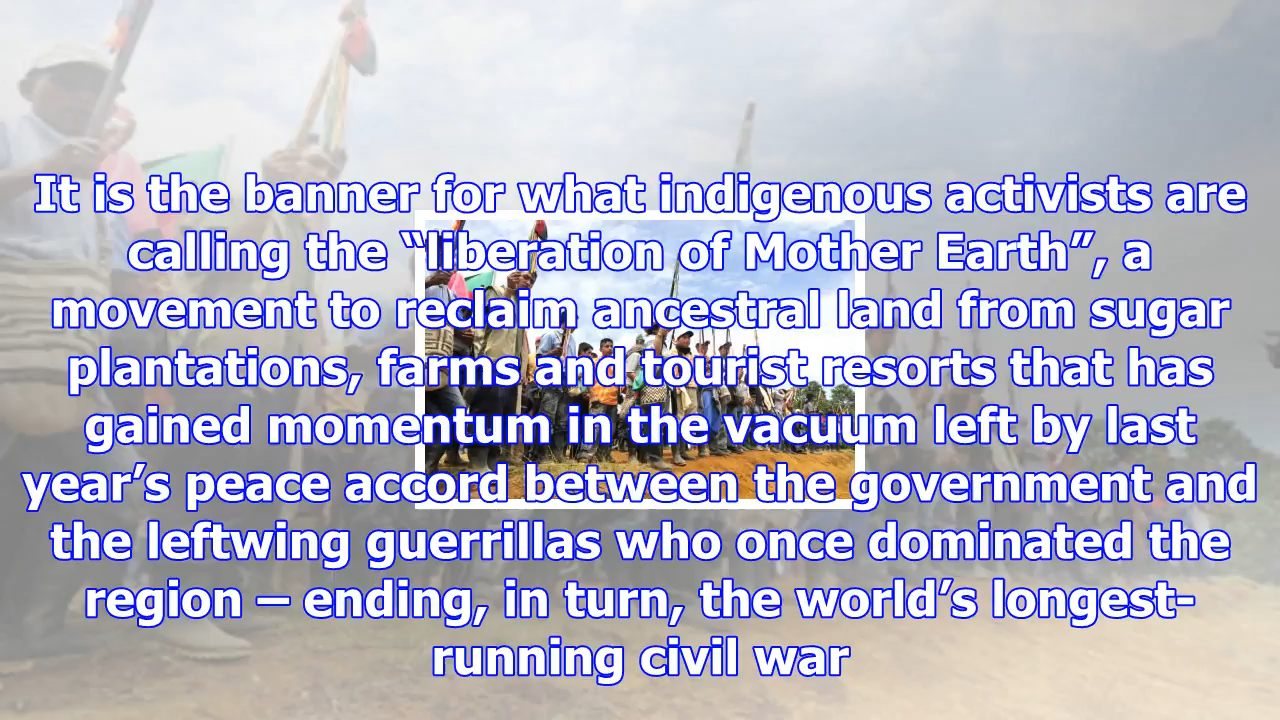 It is the banner for what indigenous activists are
calling the “liberation of Mother Earth”, a
movement to reclaim ancestral land from sugar
plantations, farms and tourist resorts that has
gained momentum in the vacuum left by last
year’s peace accord between the government and
the leftwing guerrillas who once dominated the
region – ending, in turn, the world’s longest-
running civil war